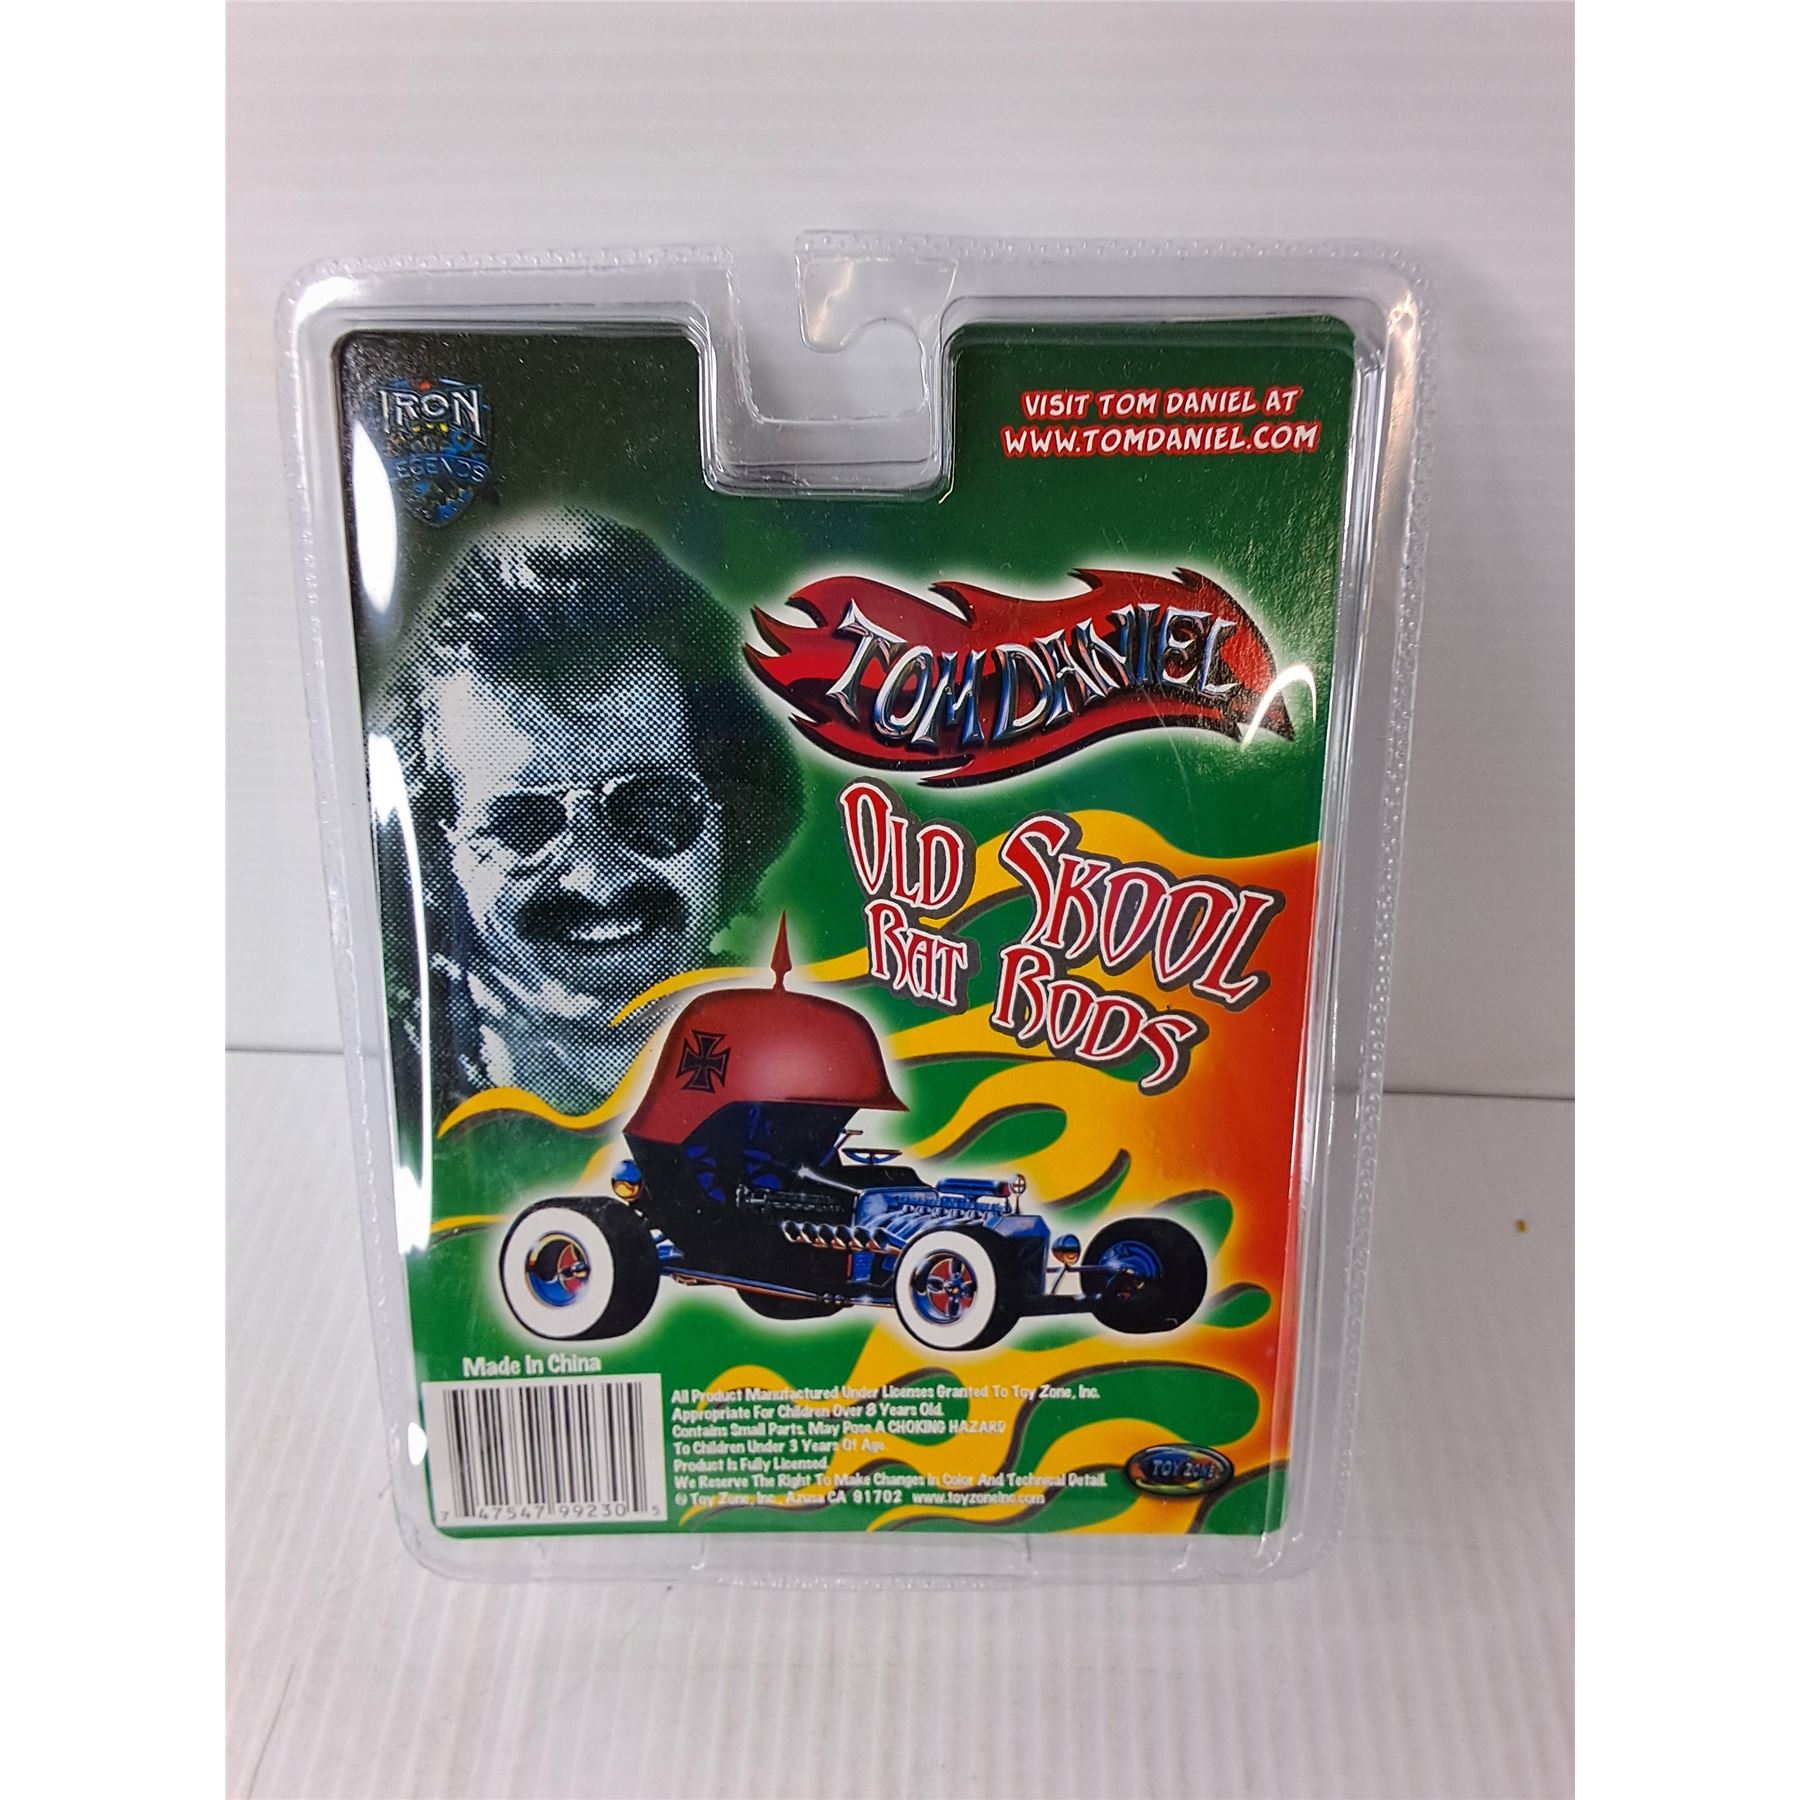 IRON
LEGENDS
VISIT TOM DANIEL AT
WWW.TOMDANIEL.COM
TOM DANIEL
OLD SKOOL
RAT RODS
Made In China
All Product Manufactured Under Licenses Granted To Toy Zone, Inc.
Appropriate For Children Over 8 Years Old.
Contains Small Parts. May Pose A CHOKING HAZARD
To Children Under 3 Years Of Age
Product Is Fully Licensed.
We Reserve The Right To Make Changes In Color And Technical Detail.
© Toy Zone, Inc., Azusa CA 91702 www.toyzoneinc.com
TOY ZONE
7 47547 99230 5